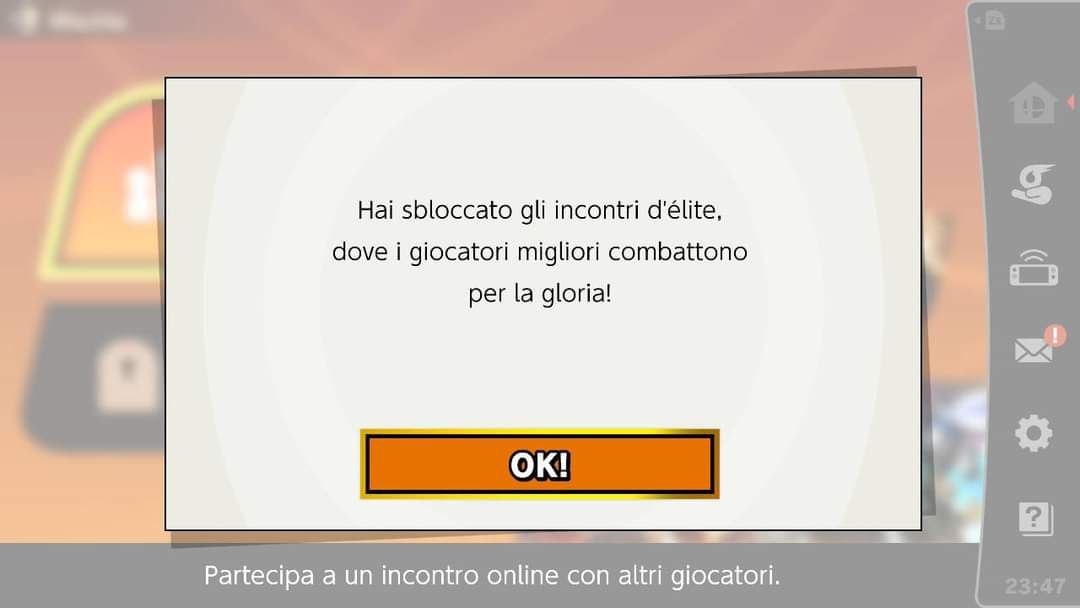 Hai sbloccato gli incontri d'élite,
dove i giocatori migliori combattono
per la gloria!
OK!
Partecipa a un incontro online con altri giocatori.
23:47